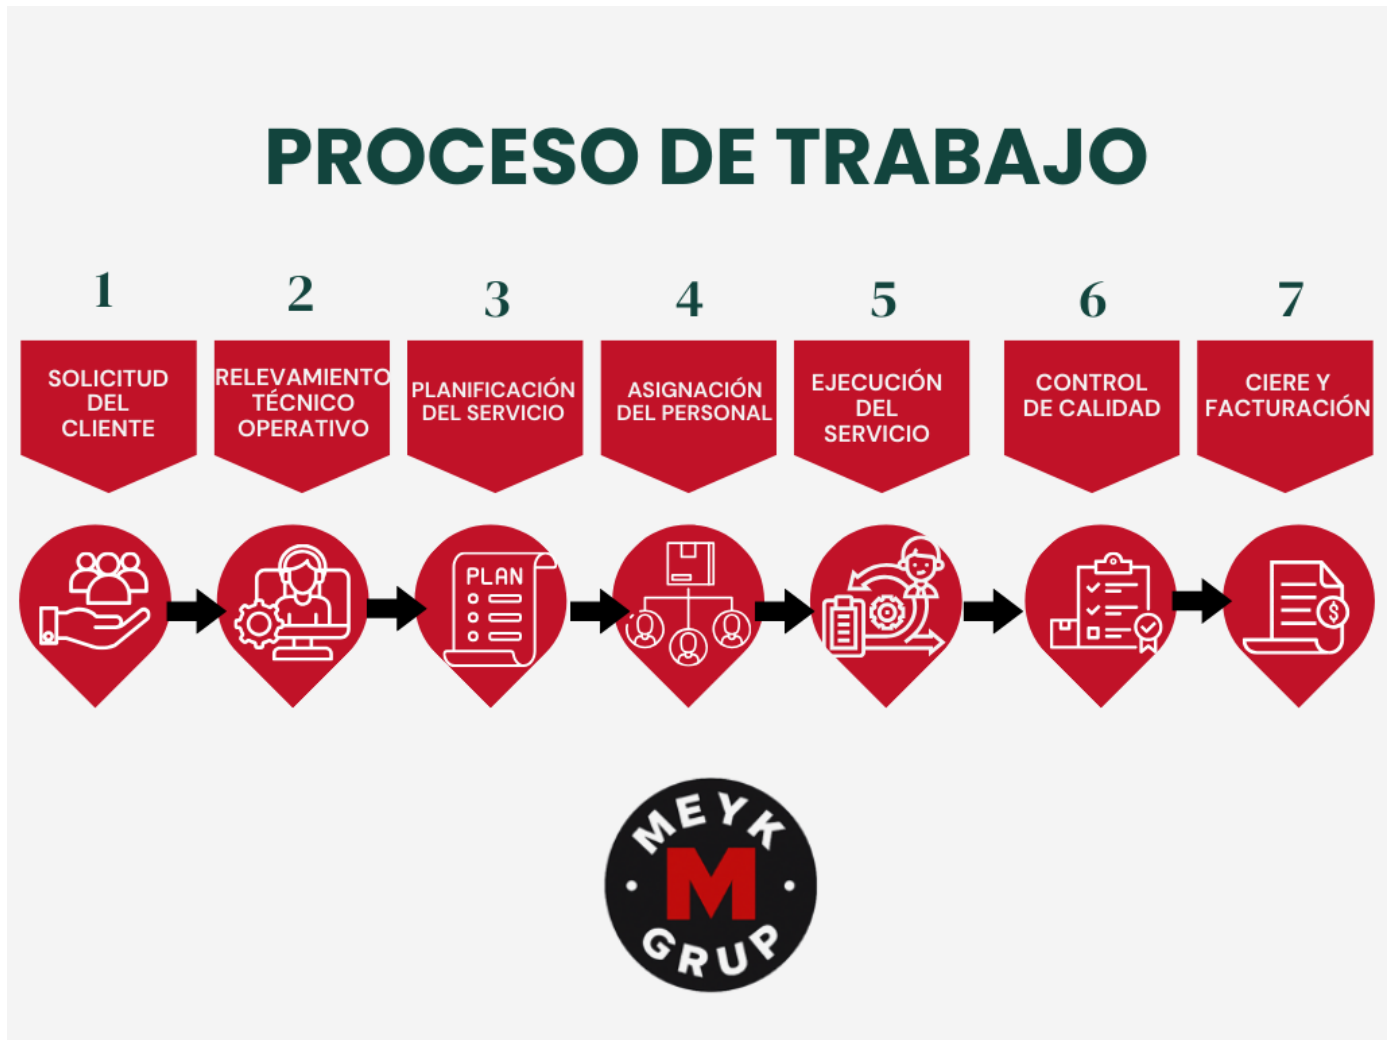 PROCESO DE TRABAJO
1
SOLICITUD
DEL
CLIENTE
2
RELEVAMIENTO
TÉCNICO
OPERATIVO
3
PLANIFICACIÓN
DEL SERVICIO
4
ASIGNACIÓN
DEL PERSONAL
5
EJECUCIÓN
DEL
SERVICIO
6
CONTROL
DE CALIDAD
7
CIERE Y
FACTURACIÓN
PLAN
$
MEYK
M
GRUP